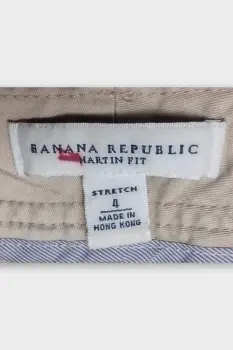 BANANA REPUBLIC
MARTIN FIT
STRETCH
4
MADE IN
HONG KONG